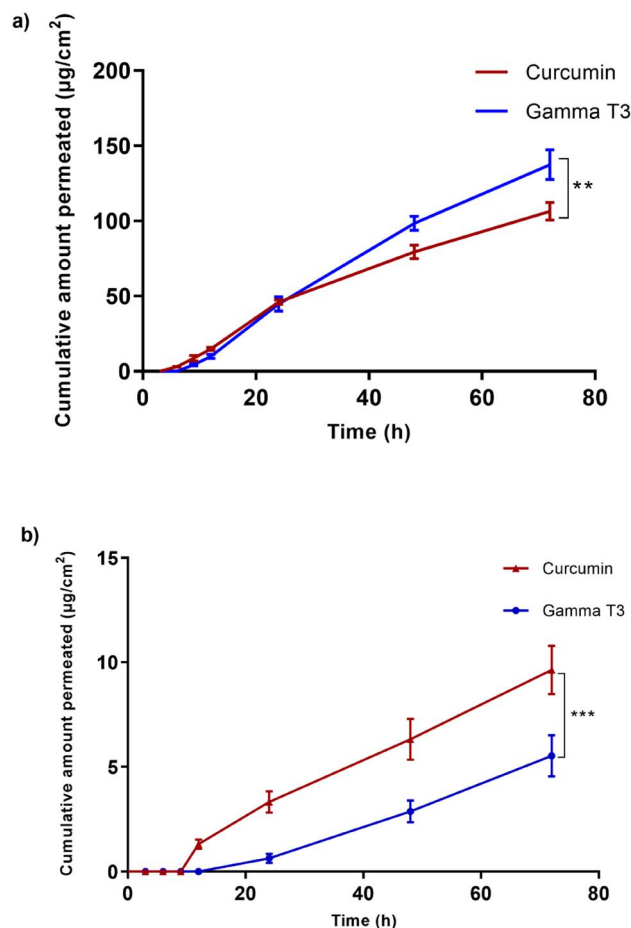 a)
Cumulative amount permeated (µg/cm²)
200
150
100
50
0
Curcumin
Gamma T3
**
0 20 40 60 80
Time (h)
b)
Cumulative amount permeated (µg/cm²)
15
10
5
0
Curcumin
Gamma T3
***
0 20 40 60 80
Time (h)